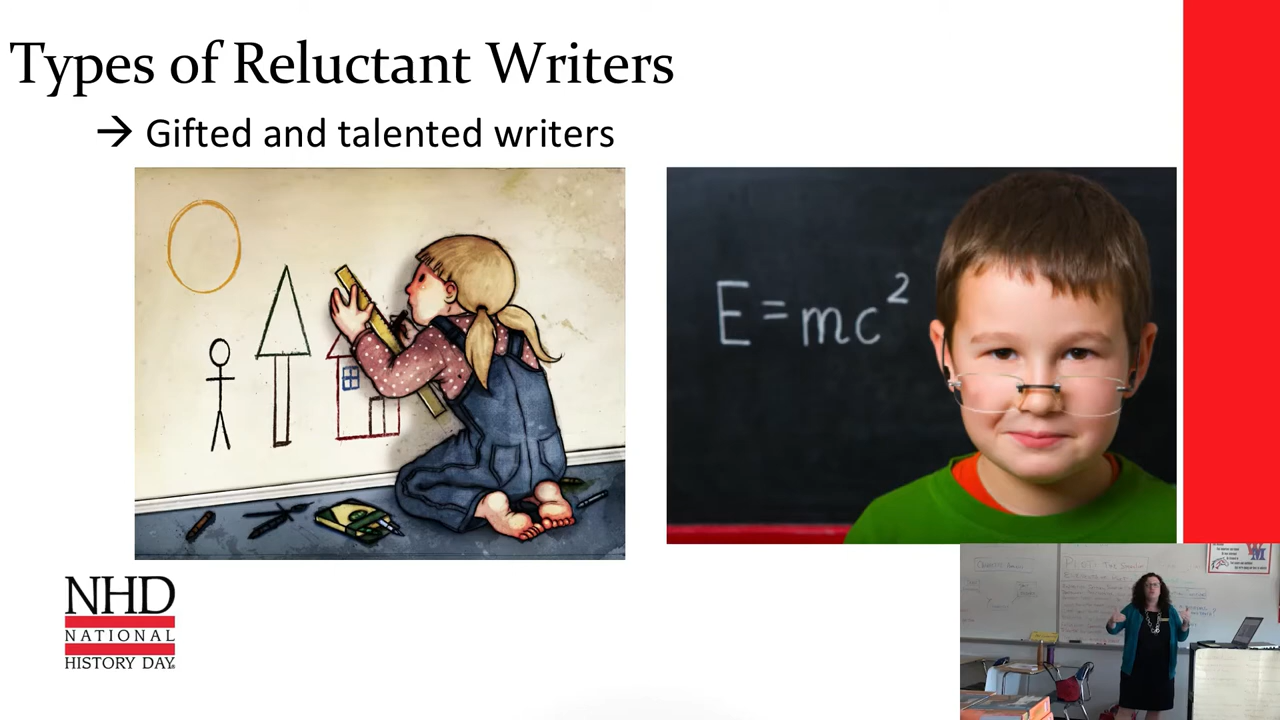 Types of Reluctant Writers
→ Gifted and talented writers
E = mc²
NHD
NATIONAL
HISTORY DAY®